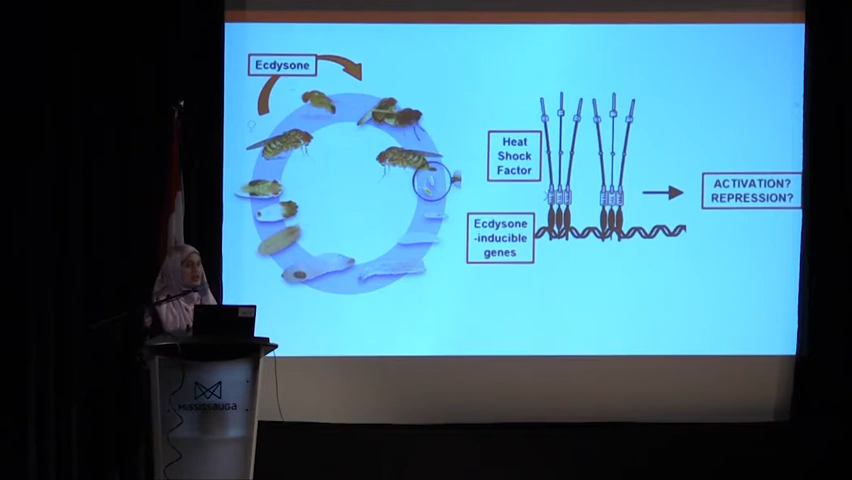 Ecdysone
Heat
Shock
Factor
Ecdysone
-inducible
genes
ACTIVATION?
REPRESSION?
MISSISSAUGA